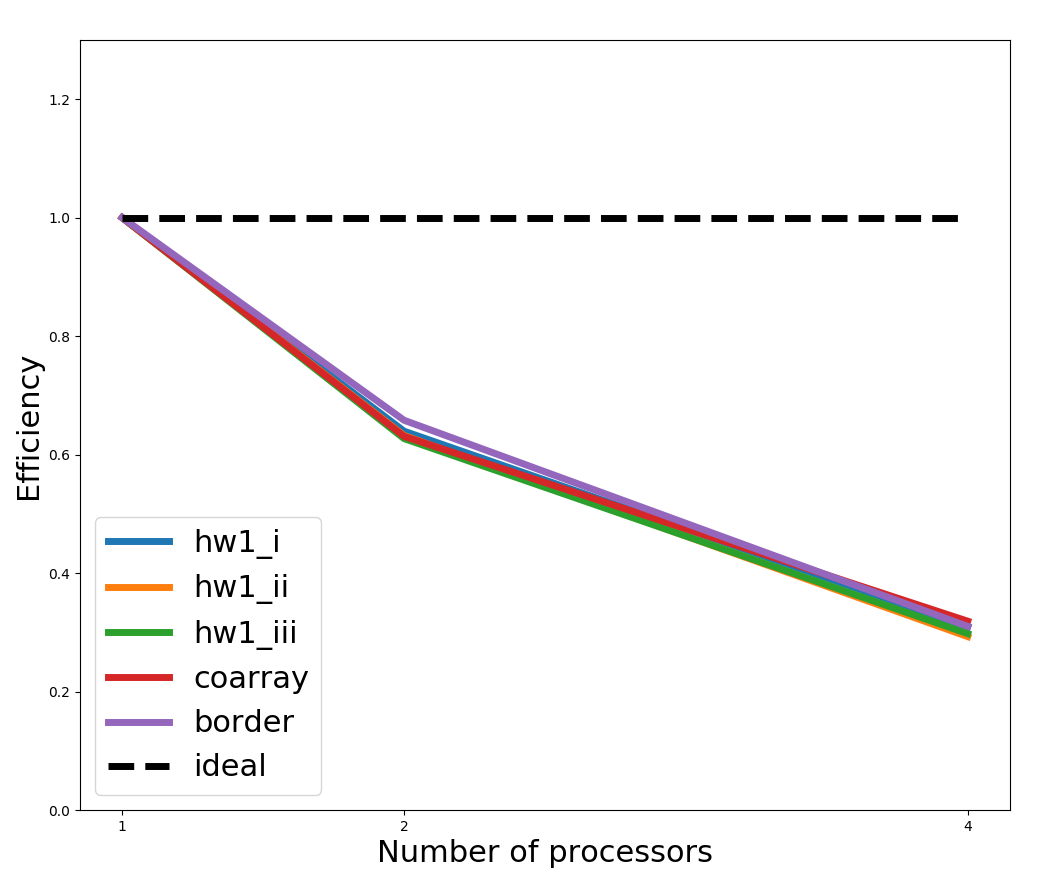 1.2
1.0
0.8
0.6
0.4
0.2
0.0
Efficiency
hw1_i
hw1_ii
hw1_iii
coarray
border
ideal
1 2 4
Number of processors